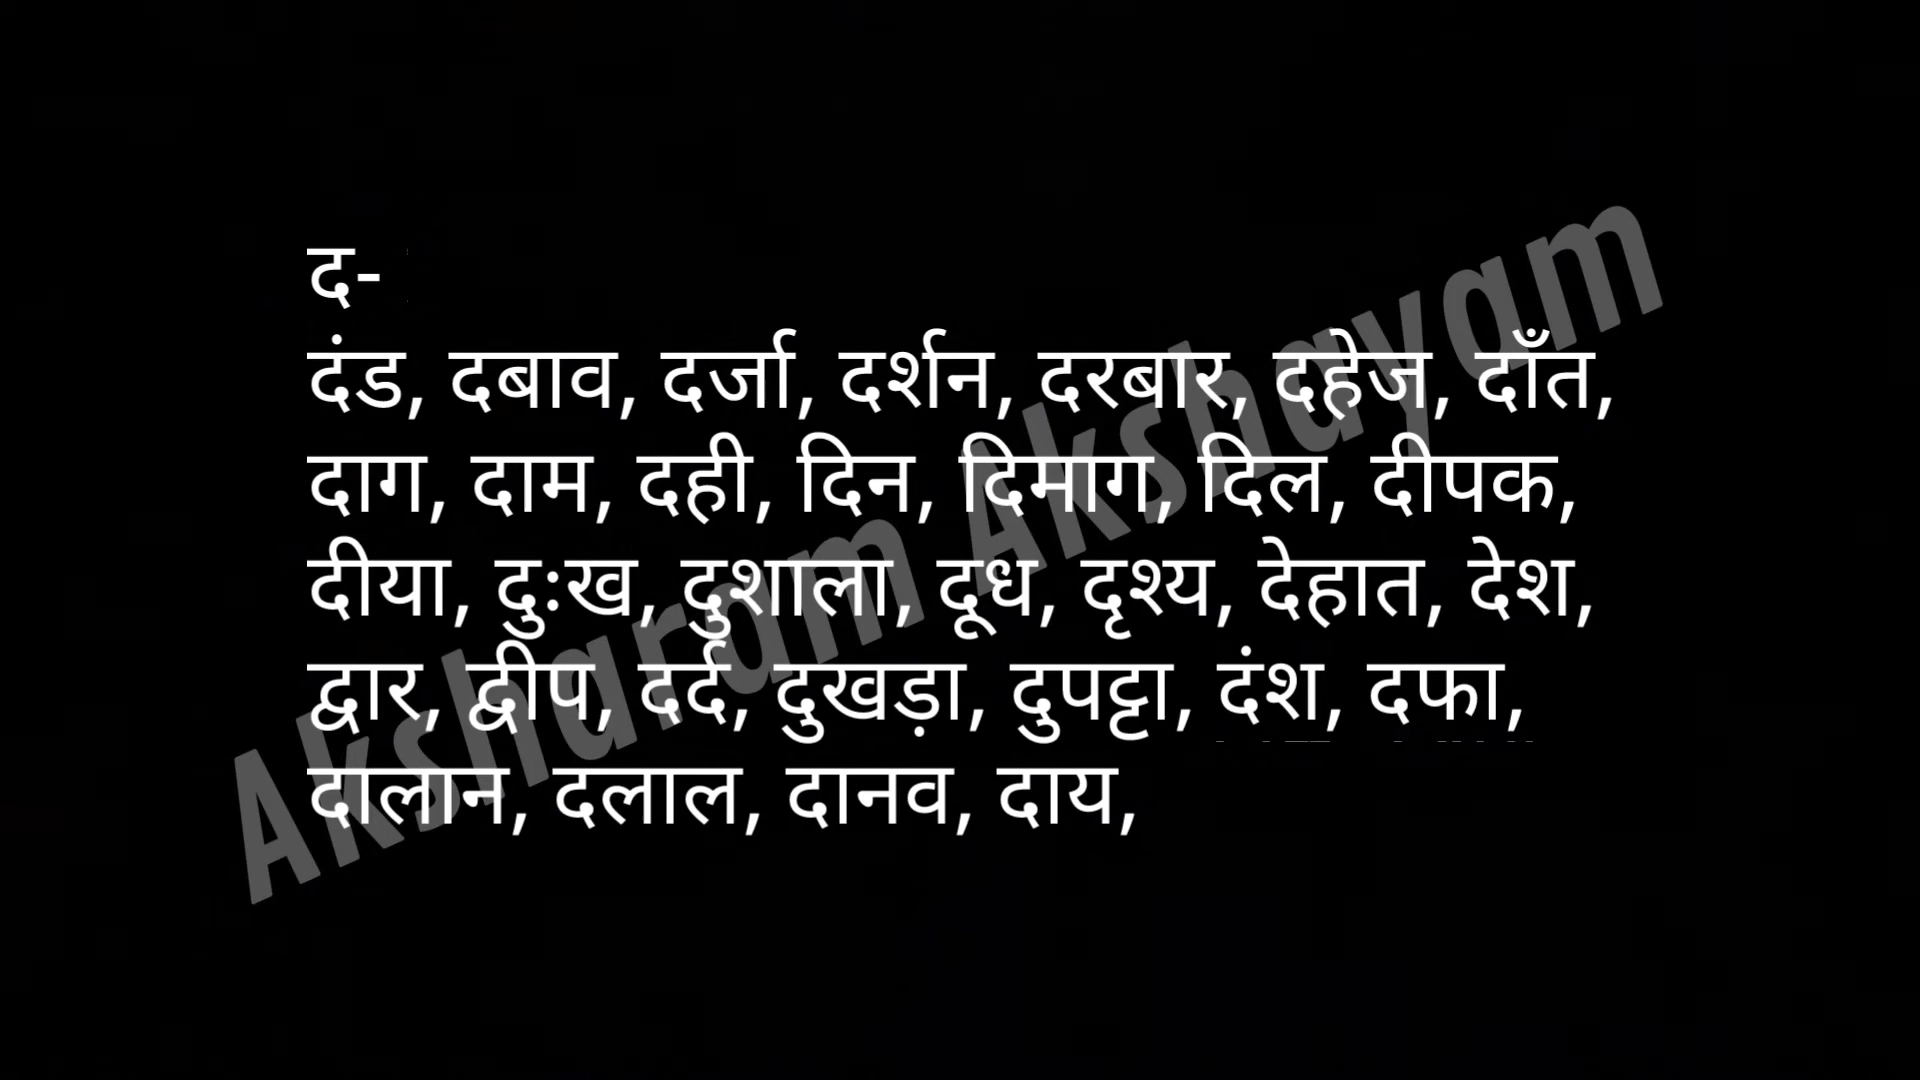 द-
दंड, दबाव, दर्जा, दर्शन, दरबार, दहेज, दाँत,
दाग, दाम, दही, दिन, दिमाग, दिल, दीपक,
दीया, दुःख, दुशाला, दूध, दृश्य, देहात, देश,
द्वार, द्वीप, दर्द, दुखड़ा, दुपट्टा, दंश, दफा,
दालान, दलाल, दानव, दाय,
Aksharam Akshayam